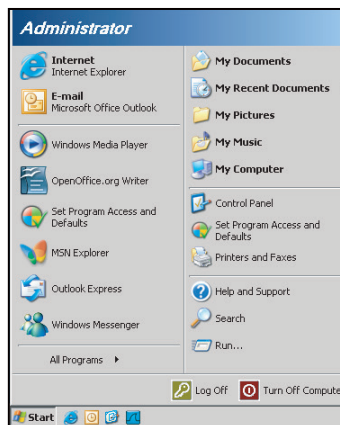 Administrator
Internet
Internet Explorer
E-mail
Microsoft Office Outlook
Windows Media Player
OpenOffice.org Writer
Set Program Access and
Defaults
MSN Explorer
Outlook Express
Windows Messenger
All Programs
My Documents
My Recent Documents
My Pictures
My Music
My Computer
Control Panel
Set Program Access and
Defaults
Printers and Faxes
Help and Support
Search
Run...
Log Off
Turn Off Compute
Start